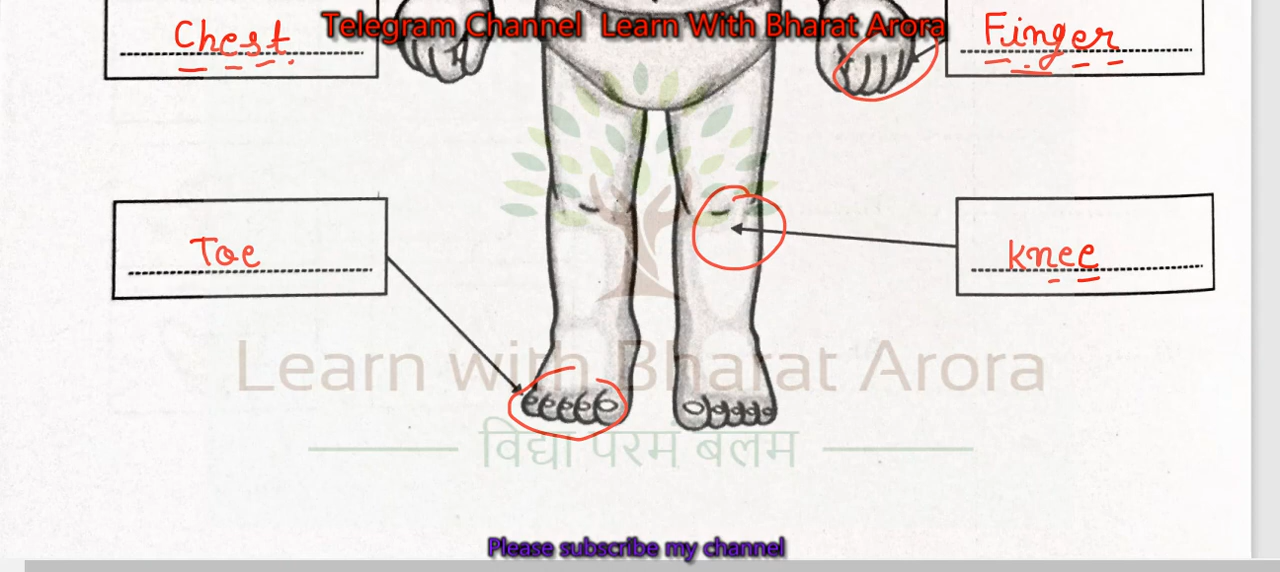 Telegram Channel Learn With Bharat Arora
Chest
Finger
Toe
knee
Learn with Bharat Arora
विद्या परमं बलम
Please subscribe my channel